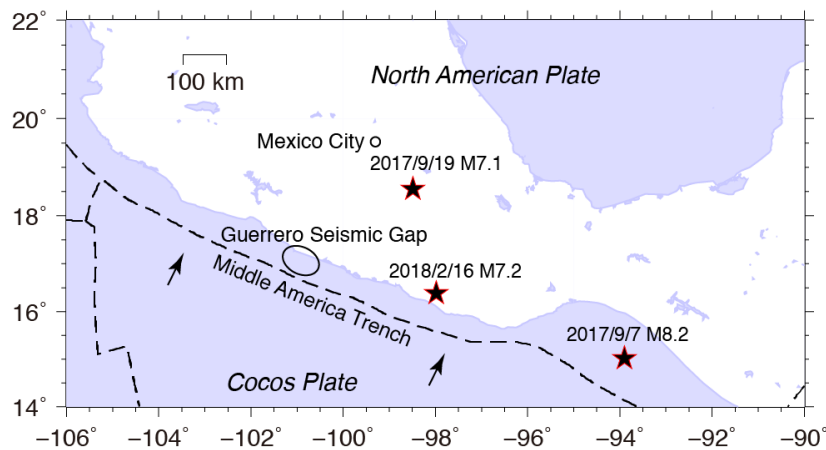 22°
20°
18°
16°
14°
100 km
North American Plate
Mexico City
2017/9/19 M7.1
Guerrero Seismic Gap
2018/2/16 M7.2
Middle America Trench
2017/9/7 M8.2
Cocos Plate
−106° −104° −102° −100° −98° −96° −94° −92° −90°